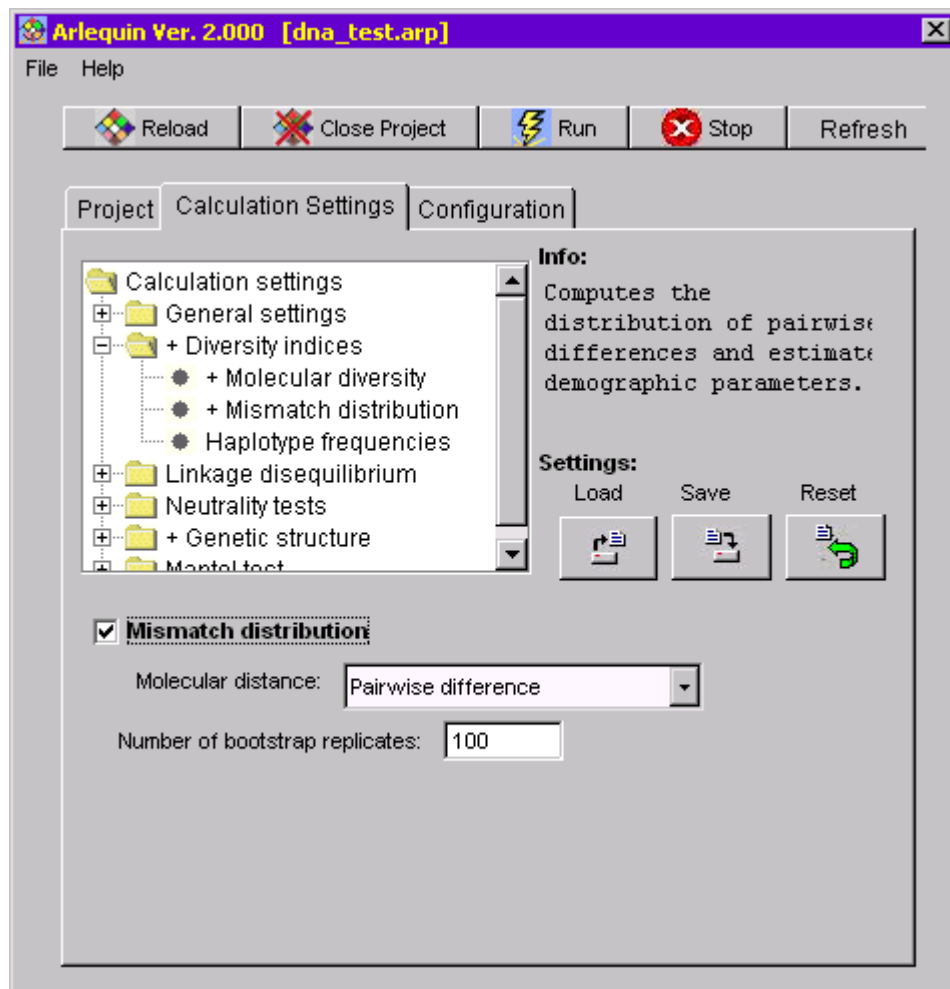 Arlequin Ver. 2.000 [dna_test.arp]
File Help
Reload Close Project Run Stop Refresh
Project Calculation Settings Configuration
Calculation settings
General settings
+ Diversity indices
+ Molecular diversity
+ Mismatch distribution
Haplotype frequencies
Linkage disequilibrium
Neutrality tests
+ Genetic structure
Mantel test
Info:
Computes the
distribution of pairwise
differences and estimate
demographic parameters.
Settings:
Load Save Reset
Mismatch distribution
Molecular distance: Pairwise difference
Number of bootstrap replicates: 100